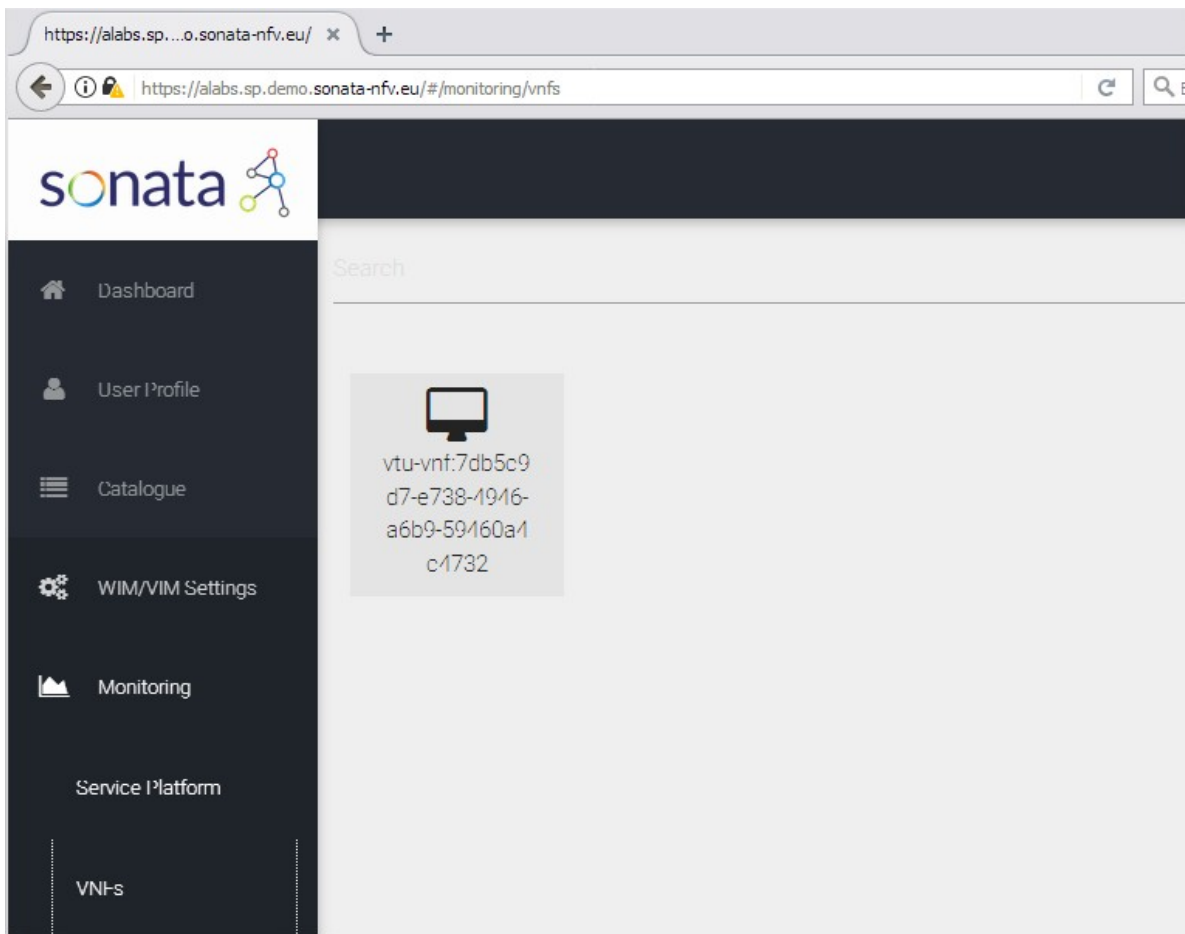 https://alabs.sp....o.sonata-nfv.eu/
https://alabs.sp.demo.sonata-nfv.eu/#/monitoring/vnfs
sonata
Search
Dashboard
User Profile
Catalogue
WIM/VIM Settings
Monitoring
Service Platform
VNFs
vtu-vnf:7db5c9
d7-e738-4946-
a6b9-59460a4
c4732